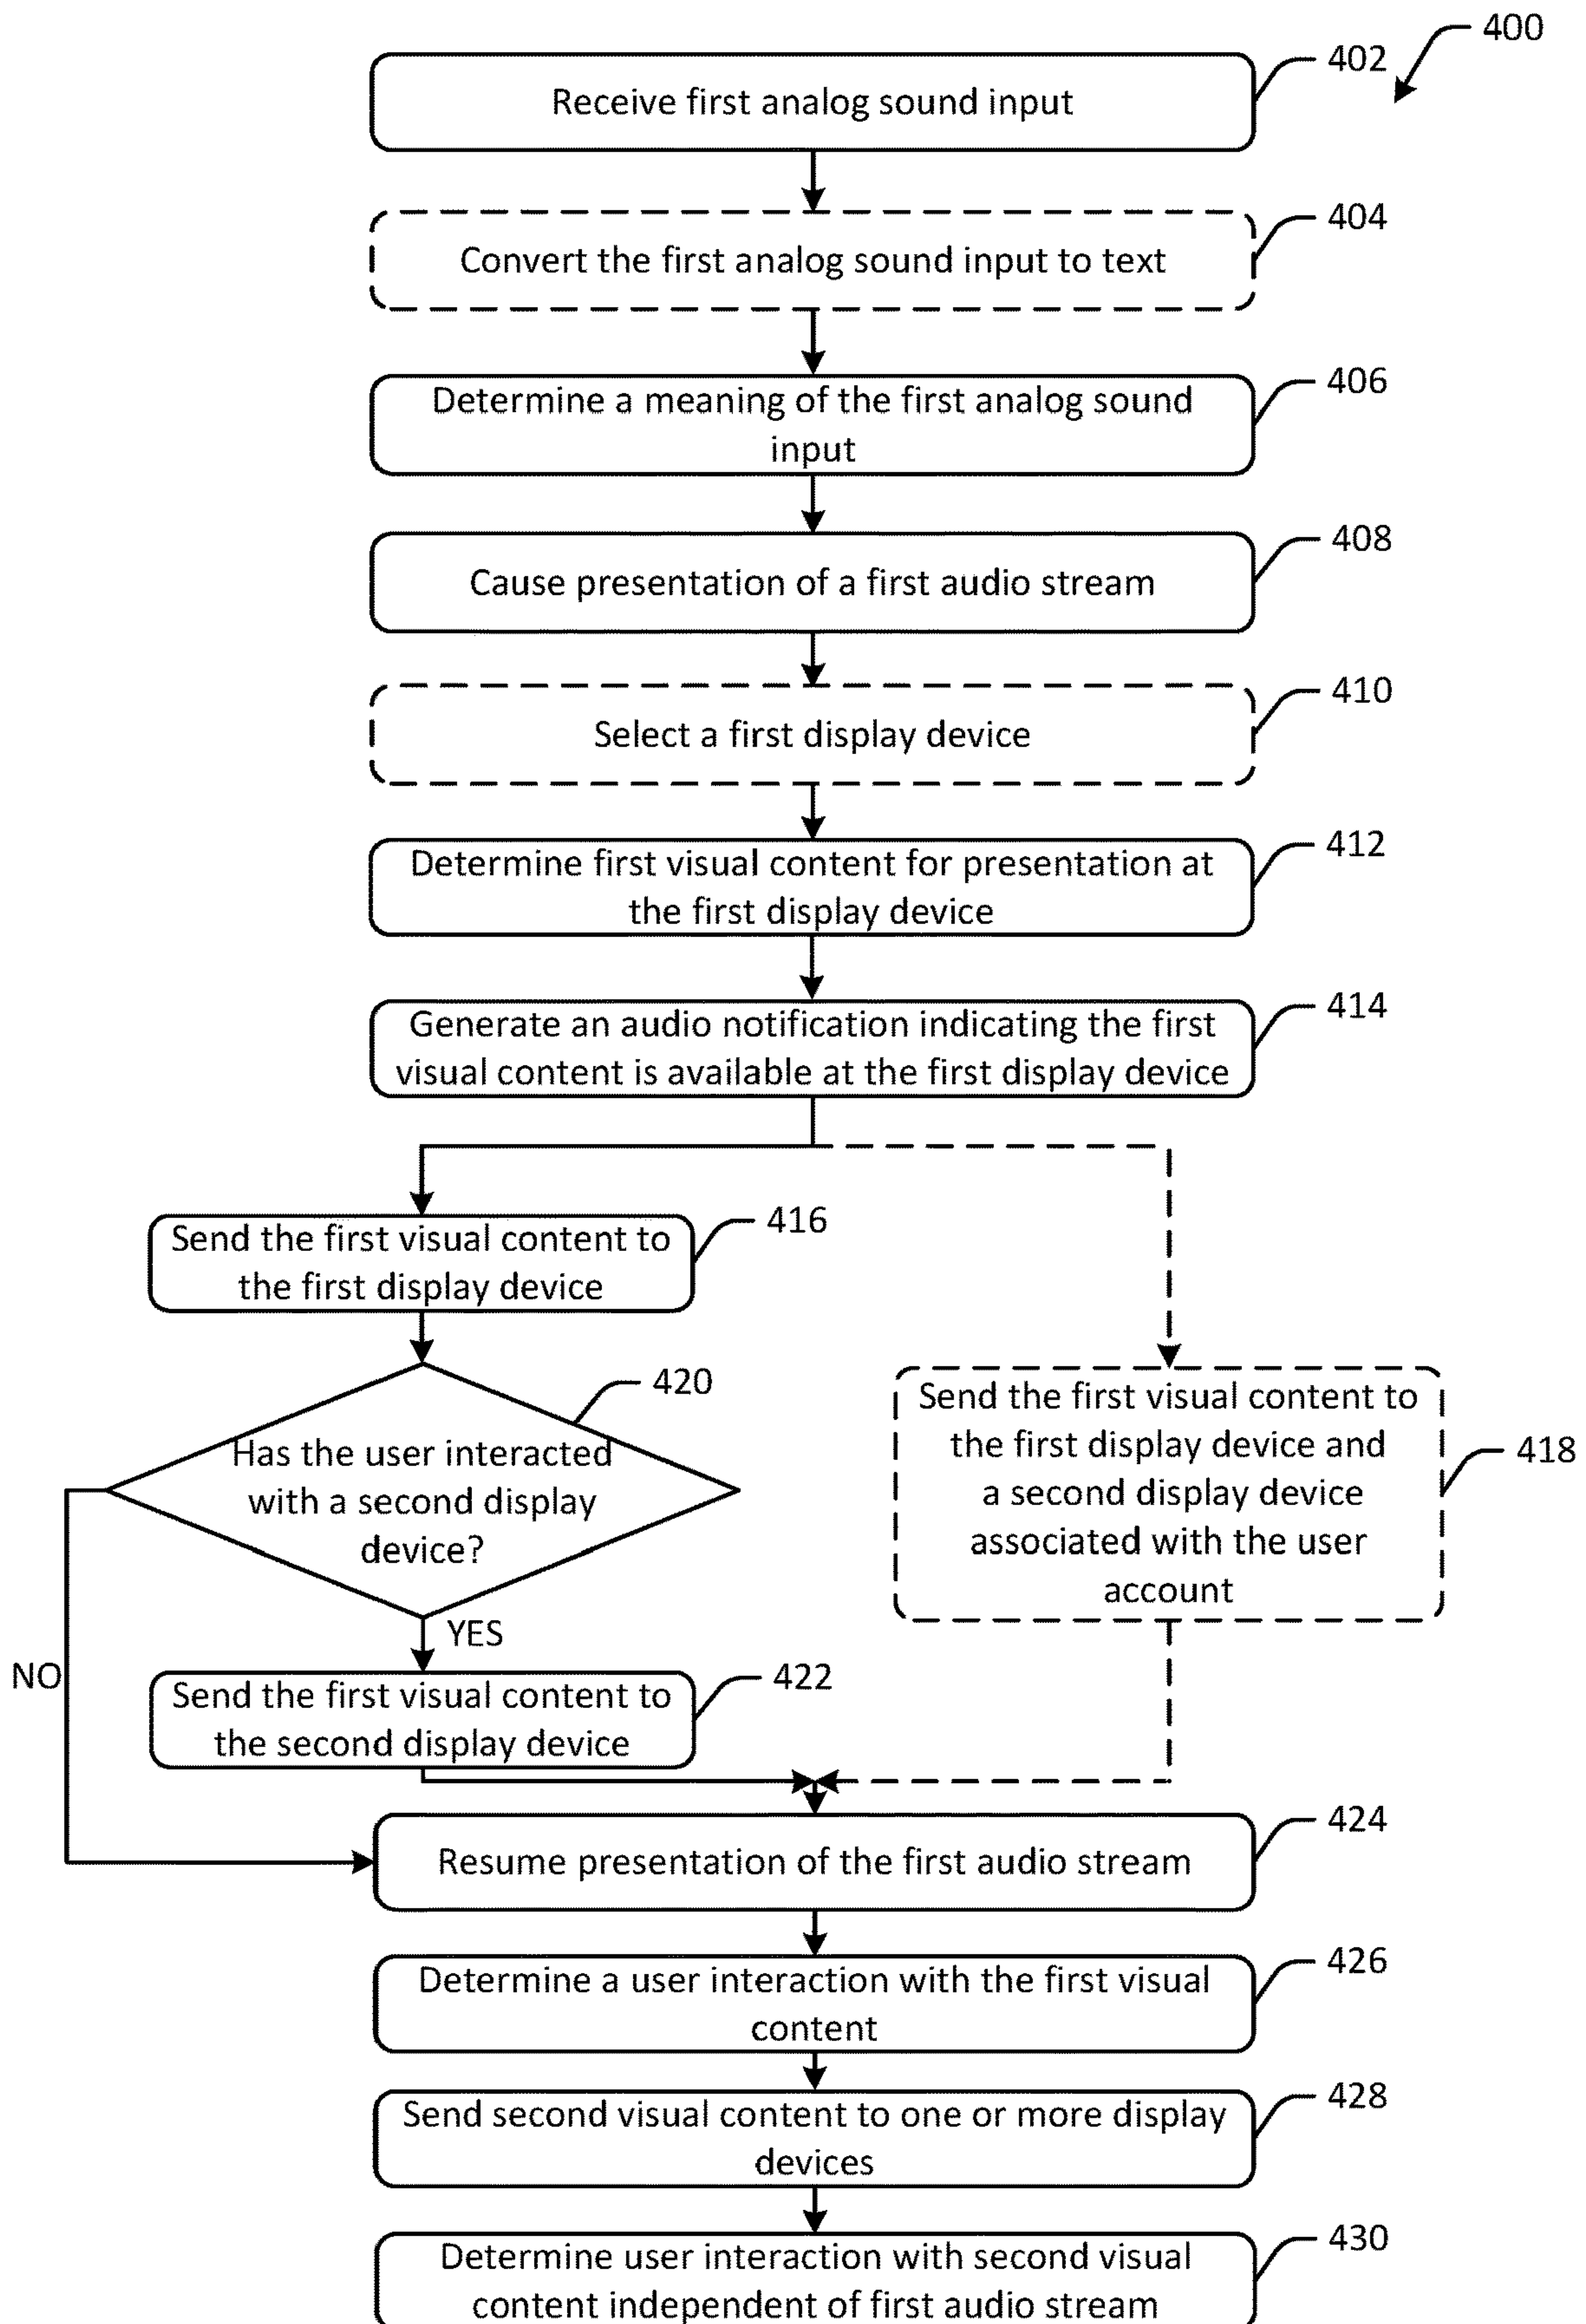 400
402
Receive first analog sound input
404
Convert the first analog sound input to text
406
Determine a meaning of the first analog sound
input
408
Cause presentation of a first audio stream
410
Select a first display device
412
Determine first visual content for presentation at
the first display device
414
Generate an audio notification indicating the first
visual content is available at the first display device
416
Send the first visual content to
the first display device
420
Has the user interacted
with a second display
device?
418
Send the first visual content to
the first display device and
a second display device
associated with the user
account
YES
NO
422
Send the first visual content to
the second display device
424
Resume presentation of the first audio stream
426
Determine a user interaction with the first visual
content
428
Send second visual content to one or more display
devices
430
Determine user interaction with second visual
content independent of first audio stream